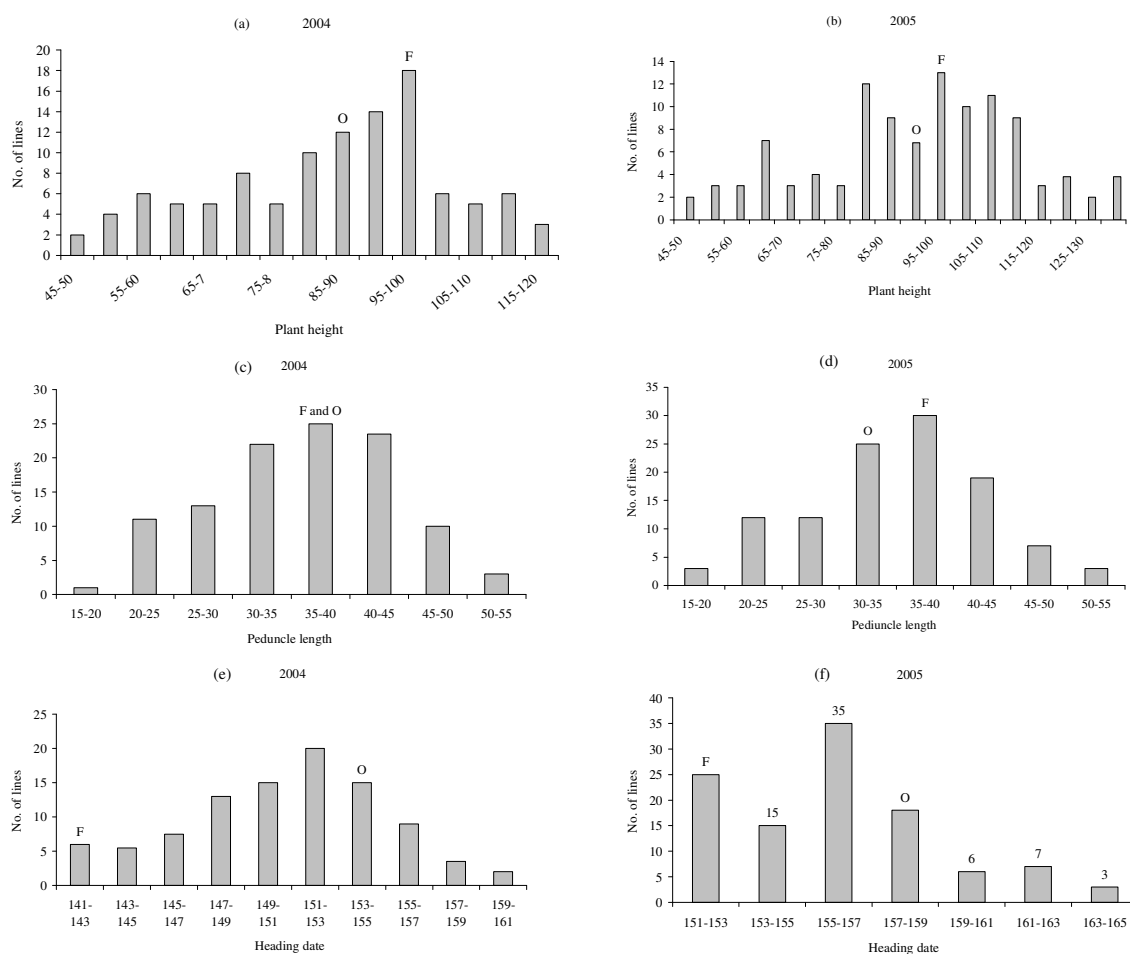 (a) 2004
20
18
16
14
12
10
8
6
4
2
0
No. of lines
O
F
45-50
55-60
65-7
75-8
85-90
95-100
105-110
115-120
Plant height
(b) 2005
14
12
10
8
6
4
2
0
No. of lines
O
F
45-50
55-60
65-70
75-80
85-90
95-100
105-110
115-120
125-130
Plant height
(c) 2004
30
25
20
15
10
5
0
No. of lines
F and O
15-20 20-25 25-30 30-35 35-40 40-45 45-50 50-55
Peduncle length
(d) 2005
35
30
25
20
15
10
5
0
No. of lines
O
F
15-20 20-25 25-30 30-35 35-40 40-45 45-50 50-55
Pediuncle length
(e) 2004
25
20
15
10
5
0
No. of lines
F
O
141-
143
143-
145
145-
147
147-
149
149-
151
151-
153
153-
155
155-
157
157-
159
159-
161
Heading date
(f) 2005
40
35
30
25
20
15
10
5
0
No. of lines
F
15
35
O
6
7
3
151-153 153-155 155-157 157-159 159-161 161-163 163-165
Heading date